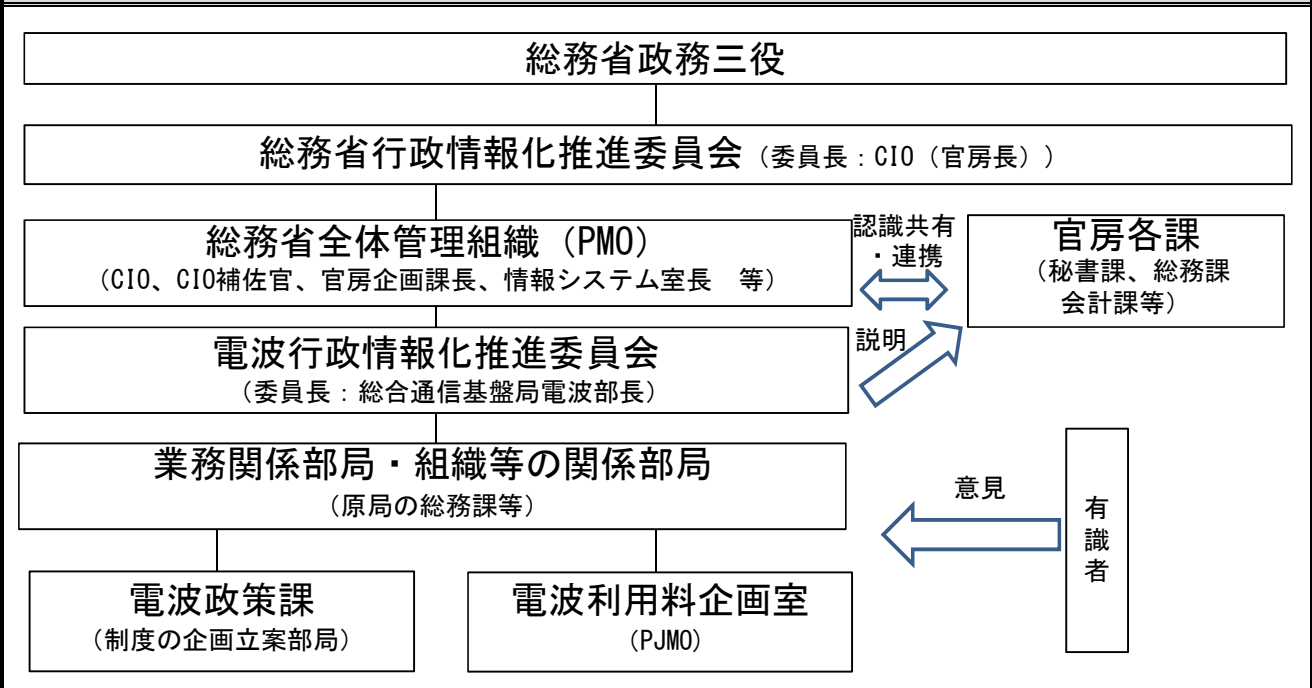 総務省政務三役
総務省行政情報化推進委員会(委員長:CIO(官房長))
総務省全体管理組織(PMO)
(CIO、CIO補佐官、官房企画課長、情報システム室長 等)
認識共有
・連携
官房各課
(秘書課、総務課
会計課等)
電波行政情報化推進委員会
(委員長:総合通信基盤局電波部長)
説明
業務関係部局・組織等の関係部局
(原局の総務課等)
意見
有識者
電波政策課
(制度の企画立案部局)
電波利用料企画室
(PJMO)